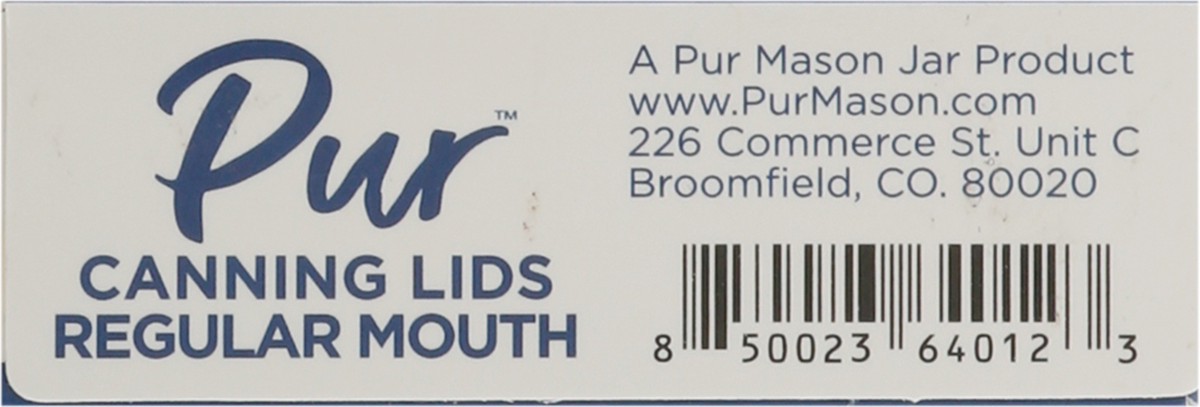 Pur™
CANNING LIDS
REGULAR MOUTH
A Pur Mason Jar Product
www.PurMason.com
226 Commerce St. Unit C
Broomfield, CO. 80020
8 50023 64012 3